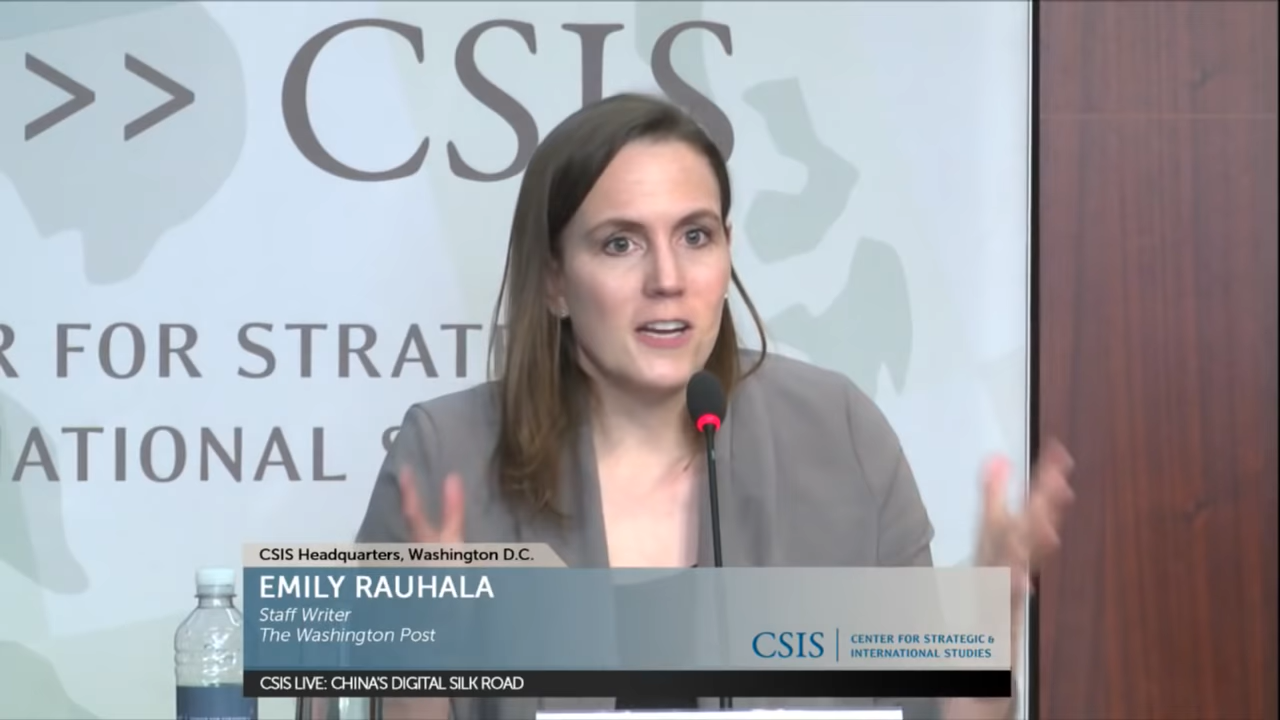 >> CSIS
R FOR STRAT
ATIONAL
CSIS Headquarters, Washington D.C.
EMILY RAUHALA
Staff Writer
The Washington Post
CSIS
CENTER FOR STRATEGIC &
INTERNATIONAL STUDIES
CSIS LIVE: CHINA'S DIGITAL SILK ROAD